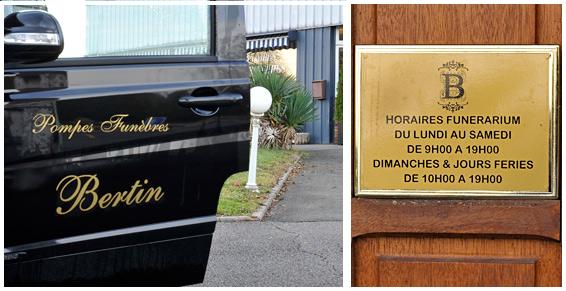 Pompes Funèbres
Bertin
B
HORAIRES FUNERARIUM
DU LUNDI AU SAMEDI
DE 9H00 A 19H00
DIMANCHES & JOURS FERIES
DE 10H00 A 19H00